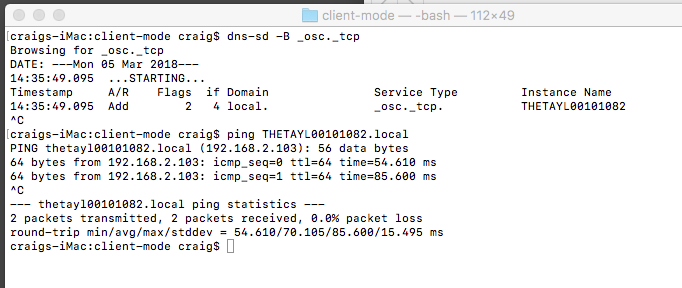 client-mode — -bash — 112×49
[craigs-iMac:client-mode craig$ dns-sd -B _osc._tcp
Browsing for _osc._tcp
DATE: ---Mon 05 Mar 2018---
14:35:49.095  ...STARTING...
Timestamp     A/R    Flags  if Domain               Service Type         Instance Name
14:35:49.095  Add        2   4 local.               _osc._tcp.           THETAYL00101082
^C
[craigs-iMac:client-mode craig$ ping THETAYL00101082.local
PING thetayl00101082.local (192.168.2.103): 56 data bytes
64 bytes from 192.168.2.103: icmp_seq=0 ttl=64 time=54.610 ms
64 bytes from 192.168.2.103: icmp_seq=1 ttl=64 time=85.600 ms
^C
--- thetayl00101082.local ping statistics ---
2 packets transmitted, 2 packets received, 0.0% packet loss
round-trip min/avg/max/stddev = 54.610/70.105/85.600/15.495 ms
craigs-iMac:client-mode craig$